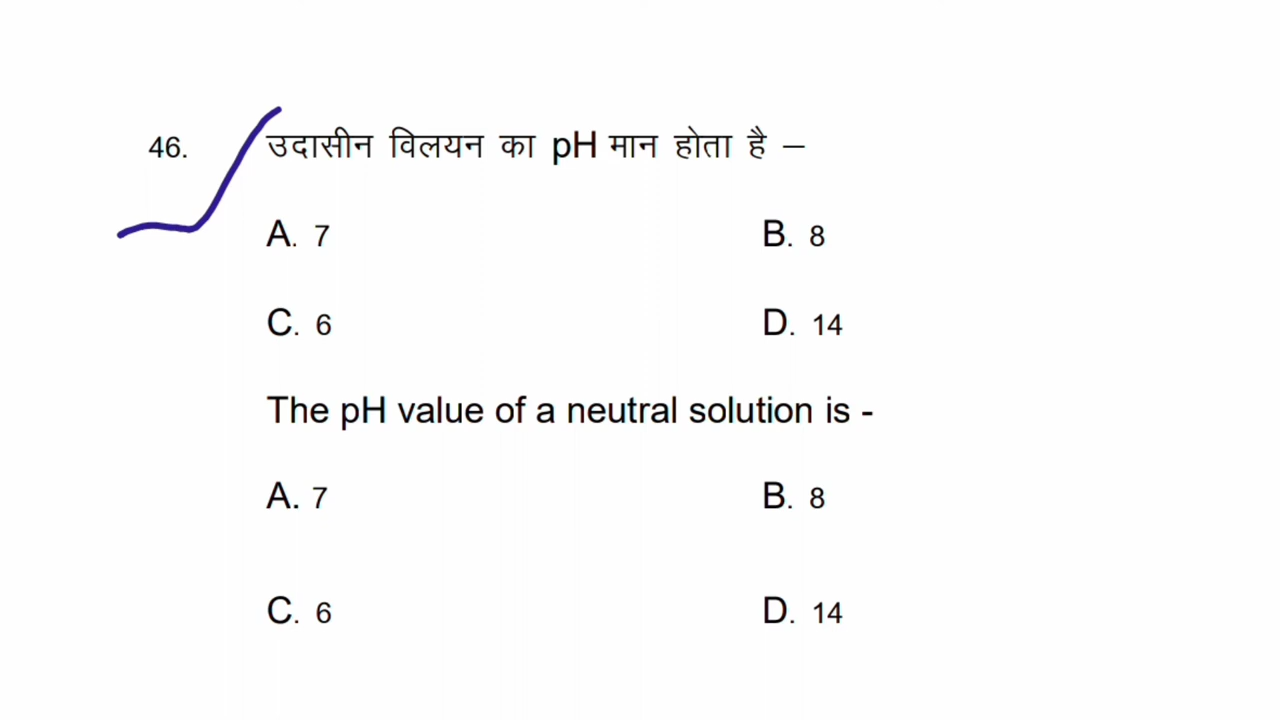 46. उदासीन विलयन का pH मान होता है –
A. 7 B. 8
C. 6 D. 14
The pH value of a neutral solution is -
A. 7 B. 8
C. 6 D. 14